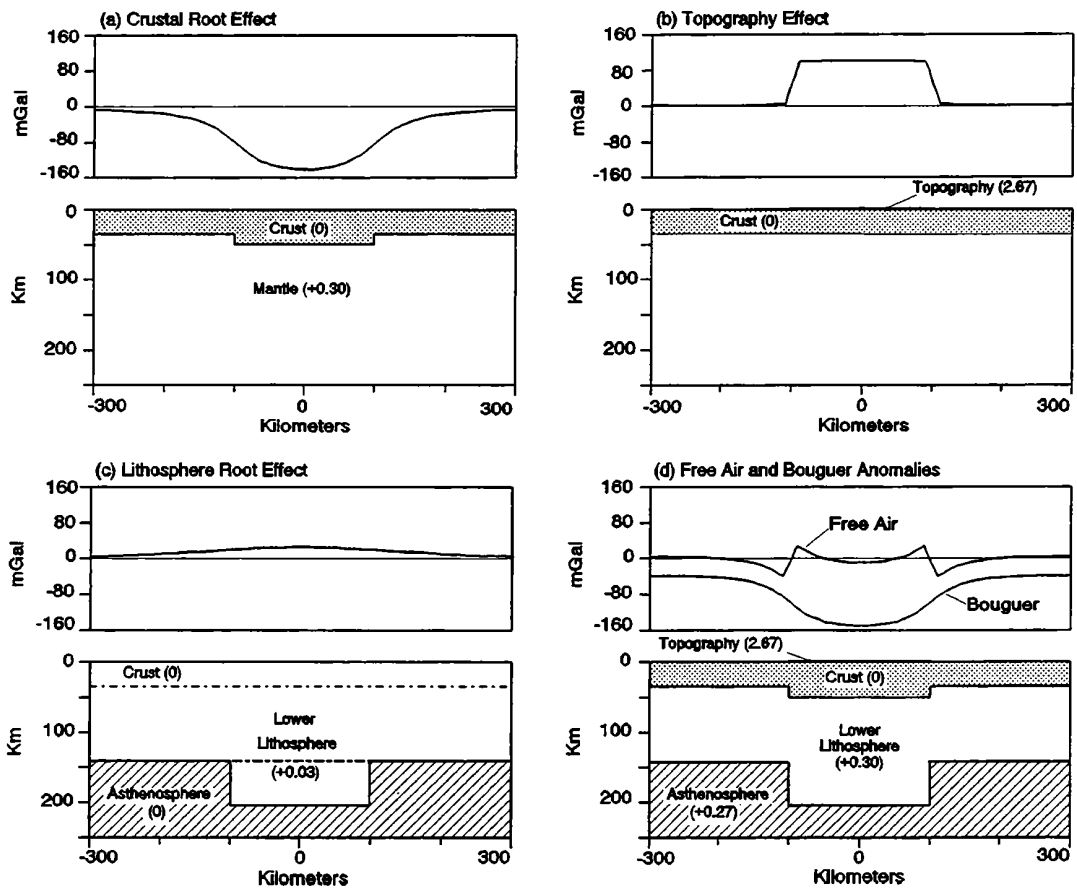 (a) Crustal Root Effect
160
80
0
-80
-160
mGal
0
100
200
Km
Crust (0)
Mantle (+0.30)
-300
0
300
Kilometers
(b) Topography Effect
160
80
0
-80
-160
mGal
Topography (2.67)
0
100
200
Km
Crust (0)
-300
0
300
Kilometers
(c) Lithosphere Root Effect
160
80
0
-80
-160
mGal
0
100
200
Km
Crust (0)
Lower
Lithosphere
(+0.03)
Asthenosphere
(0)
-300
0
300
Kilometers
(d) Free Air and Bouguer Anomalies
160
80
0
-80
-160
mGal
Free Air
Bouguer
Topography (2.67)
0
100
200
Km
Crust (0)
Lower
Lithosphere
(+0.30)
Asthenosphere
(+0.27)
-300
0
300
Kilometers